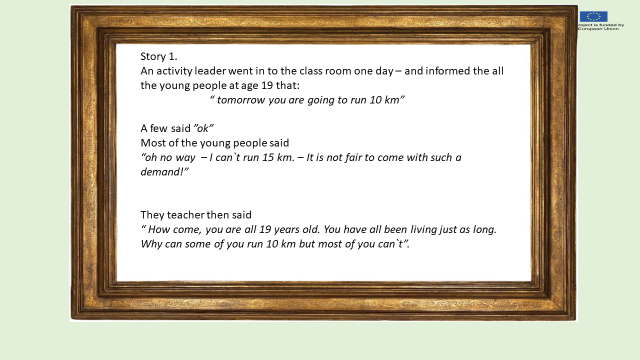 Story 1.
An activity leader went in to the class room one day – and informed the all
the young people at age 19 that:
“ tomorrow you are going to run 10 km”
A few said ”ok”
Most of the young people said
“oh no way – I can`t run 15 km. – It is not fair to come with such a
demand!”
They teacher then said
“ How come, you are all 19 years old. You have all been living just as long.
Why can some of you run 10 km but most of you can`t”.
roject is funded by
European Union